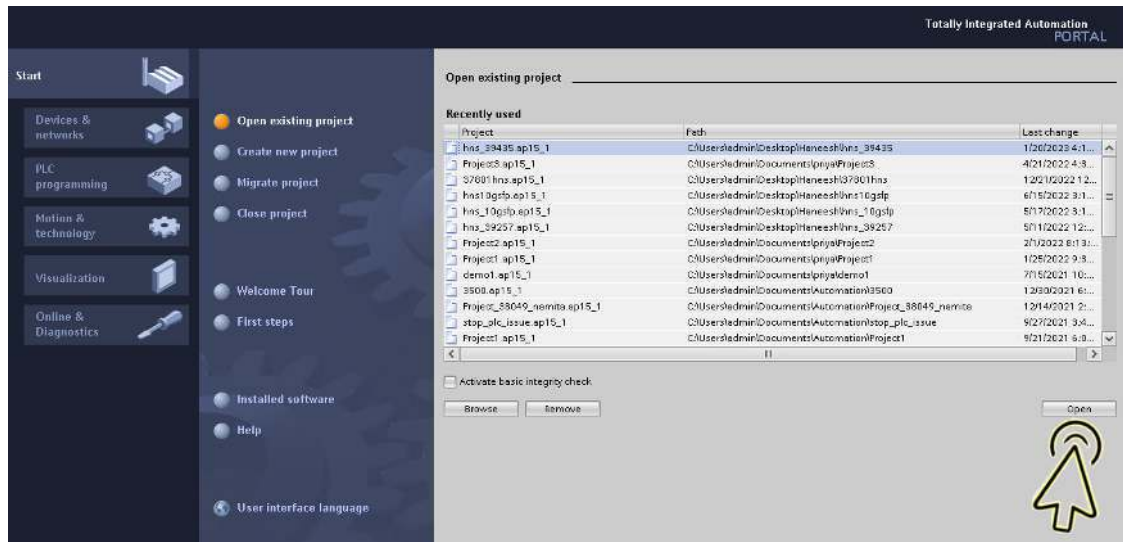 Totally Integrated Automation
PORTAL
Start
Devices &
networks
PLC
programming
Motion &
technology
Visualization
Online &
Diagnostics
Open existing project
Create new project
Migrate project
Close project
Welcome Tour
First steps
Installed software
Help
User interface language
Open existing project
Recently used
Project Path Last change
hns_39435.ap15_1 C:\Users\admin\Desktop\Haneesh\hns_39435 1/20/2023 4:1...
Project3.ap15_1 C:\Users\admin\Documents\priya\Project3 4/21/2022 4:3...
37801hns.ap15_1 C:\Users\admin\Desktop\Haneesh\37801hns 12/21/2022 12...
hns10gsfp.ap15_1 C:\Users\admin\Desktop\Haneesh\hns10gsfp 6/15/2022 3:1...
hns_10gsfp.ap15_1 C:\Users\admin\Desktop\Haneesh\hns_10gsfp 5/17/2022 3:1...
hns_39257.ap15_1 C:\Users\admin\Desktop\Haneesh\hns_39257 5/11/2022 12:...
Project2.ap15_1 C:\Users\admin\Documents\priya\Project2 2/1/2022 8:13:...
Project1.ap15_1 C:\Users\admin\Documents\priya\Project1 1/25/2022 9:3...
demo1.ap15_1 C:\Users\admin\Documents\priya\demo1 7/15/2021 10:...
3500.ap15_1 C:\Users\admin\Documents\Automation\3500 12/30/2021 6:...
Project_38049_nemite.ap15_1 C:\Users\admin\Documents\Automation\Project_38049_nemite 12/14/2021 2:...
stop_plc_issue.ap15_1 C:\Users\admin\Documents\Automation\stop_plc_issue 9/27/2021 3:4...
Project1.ap15_1 C:\Users\admin\Documents\Automation\Project1 9/21/2021 6:0...
Activate basic integrity check
Browse Remove Open